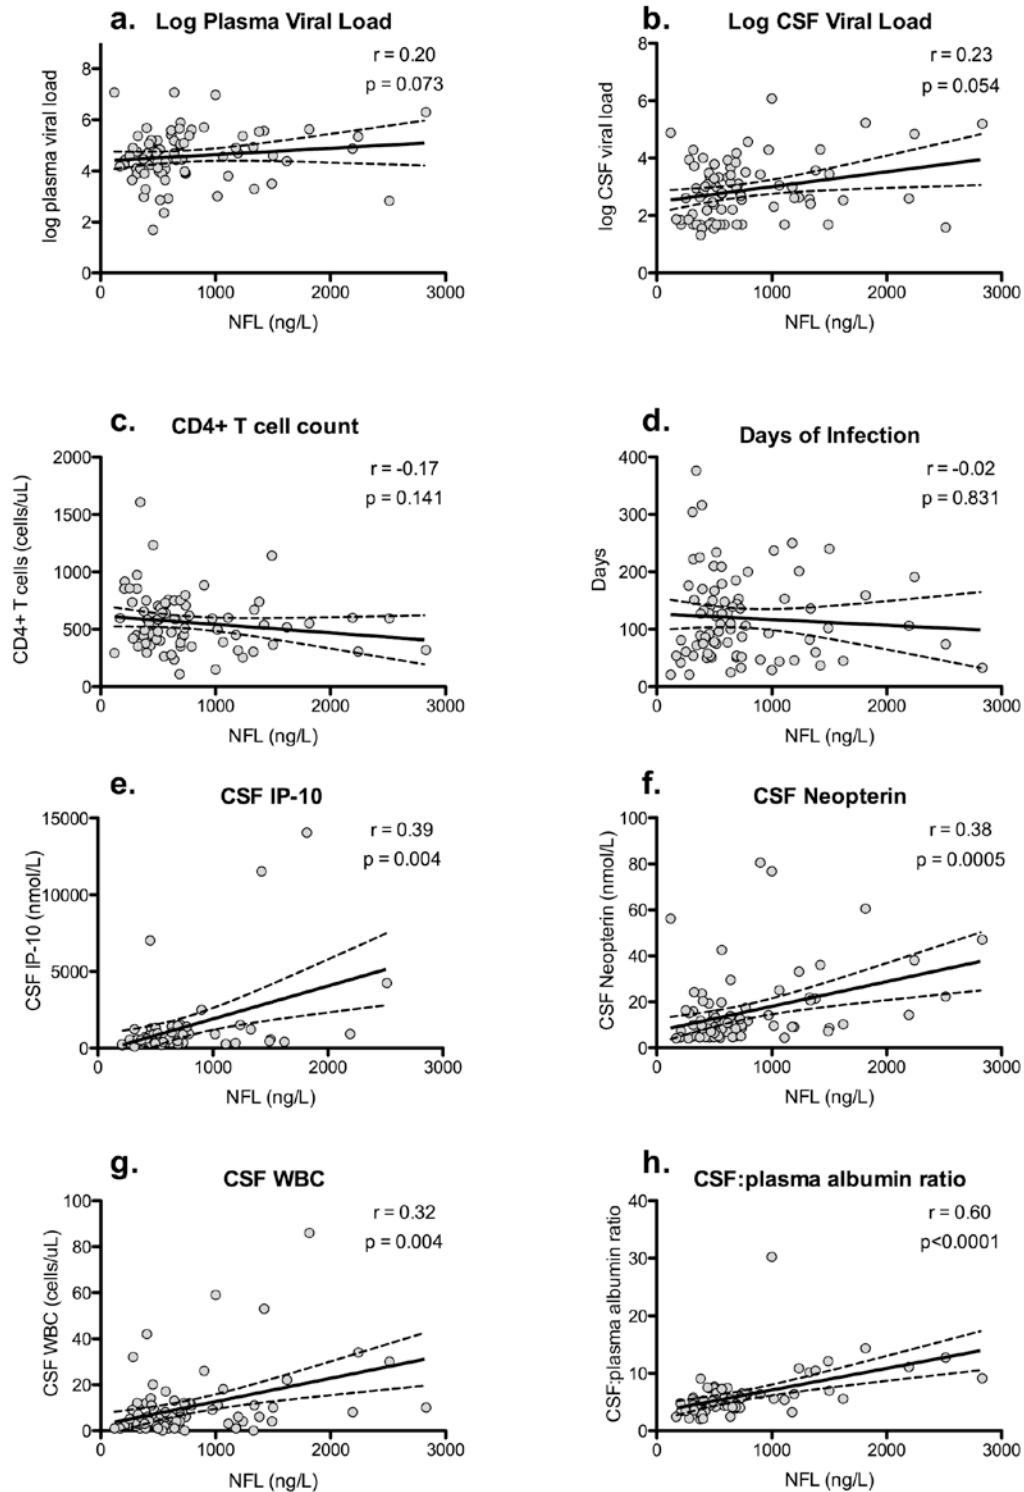 a. Log Plasma Viral Load
r = 0.20
p = 0.073
log plasma viral load
8
6
4
2
0
0 1000 2000 3000
NFL (ng/L)
b. Log CSF Viral Load
r = 0.23
p = 0.054
log CSF viral load
8
6
4
2
0
0 1000 2000 3000
NFL (ng/L)
c. CD4+ T cell count
r = -0.17
p = 0.141
CD4+ T cells (cells/uL)
2000
1500
1000
500
0
0 1000 2000 3000
NFL (ng/L)
d. Days of Infection
r = -0.02
p = 0.831
Days
400
300
200
100
0
0 1000 2000 3000
NFL (ng/L)
e. CSF IP-10
r = 0.39
p = 0.004
CSF IP-10 (nmol/L)
15000
10000
5000
0
0 1000 2000 3000
NFL (ng/L)
f. CSF Neopterin
r = 0.38
p = 0.0005
CSF Neopterin (nmol/L)
100
80
60
40
20
0
0 1000 2000 3000
NFL (ng/L)
g. CSF WBC
r = 0.32
p = 0.004
CSF WBC (cells/uL)
100
80
60
40
20
0
0 1000 2000 3000
NFL (ng/L)
h. CSF:plasma albumin ratio
r = 0.60
p<0.0001
CSF:plasma albumin ratio
40
30
20
10
0
0 1000 2000 3000
NFL (ng/L)